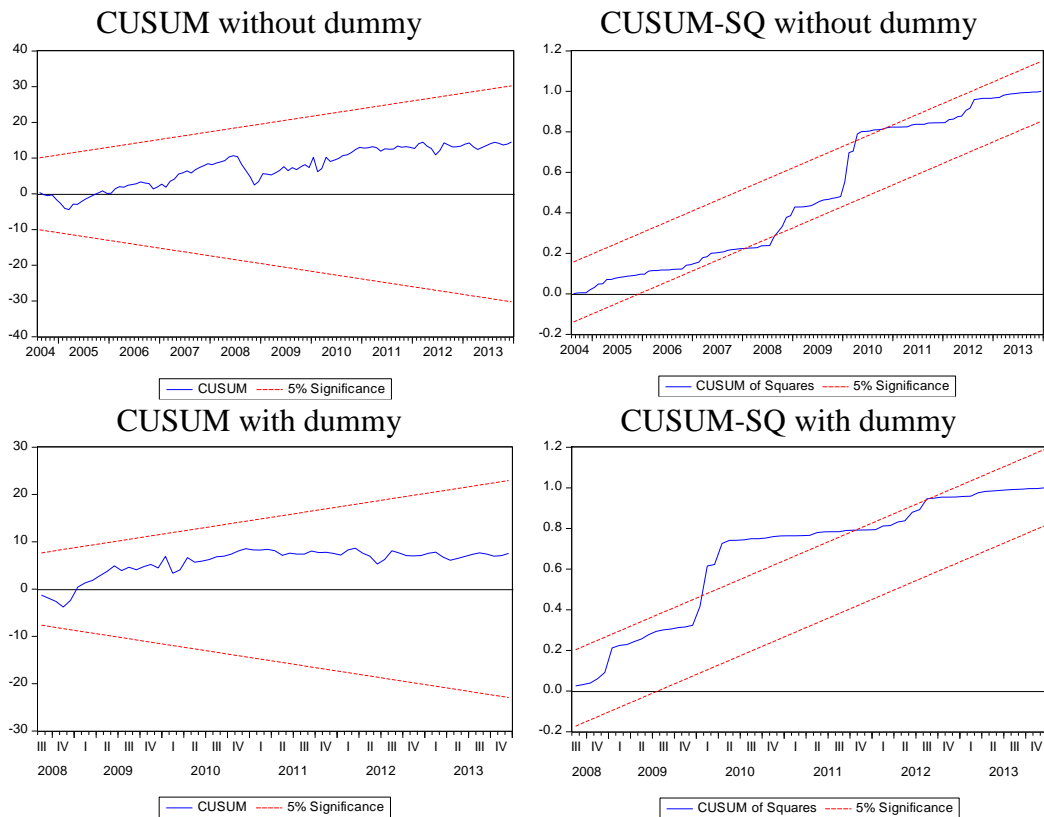 CUSUM without dummy
40
30
20
10
0
-10
-20
-30
-40
2004 2005 2006 2007 2008 2009 2010 2011 2012 2013
CUSUM 5% Significance
CUSUM-SQ without dummy
1.2
1.0
0.8
0.6
0.4
0.2
0.0
-0.2
2004 2005 2006 2007 2008 2009 2010 2011 2012 2013
CUSUM of Squares 5% Significance
CUSUM with dummy
30
20
10
0
-10
-20
-30
III IV I II III IV I II III IV I II III IV I II III IV I II III IV
2008 2009 2010 2011 2012 2013
CUSUM 5% Significance
CUSUM-SQ with dummy
1.2
1.0
0.8
0.6
0.4
0.2
0.0
-0.2
III IV I II III IV I II III IV I II III IV I II III IV I II III IV
2008 2009 2010 2011 2012 2013
CUSUM of Squares 5% Significance